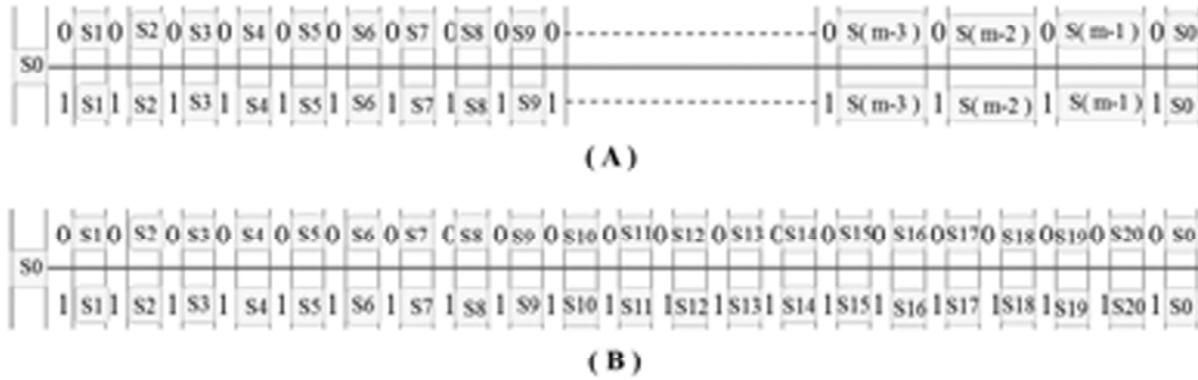 0 S1 0 S2 0 S3 0 S4 0 S5 0 S6 0 S7 0 S8 0 S9 0 0 S(m-3) 0 S(m-2) 0 S(m-1) 0 S0
S0
1 S1 1 S2 1 S3 1 S4 1 S5 1 S6 1 S7 1 S8 1 S9 1 1 S(m-3) 1 S(m-2) 1 S(m-1) 1 S0
(A)
0 S1 0 S2 0 S3 0 S4 0 S5 0 S6 0 S7 0 S8 0 S9 0 S10 0 S11 0 S12 0 S13 0 S14 0 S15 0 S16 0 S17 0 S18 0 S19 0 S20 0 S0
S0
1 S1 1 S2 1 S3 1 S4 1 S5 1 S6 1 S7 1 S8 1 S9 1 S10 1 S11 1 S12 1 S13 1 S14 1 S15 1 S16 1 S17 1 S18 1 S19 1 S20 1 S0
(B)